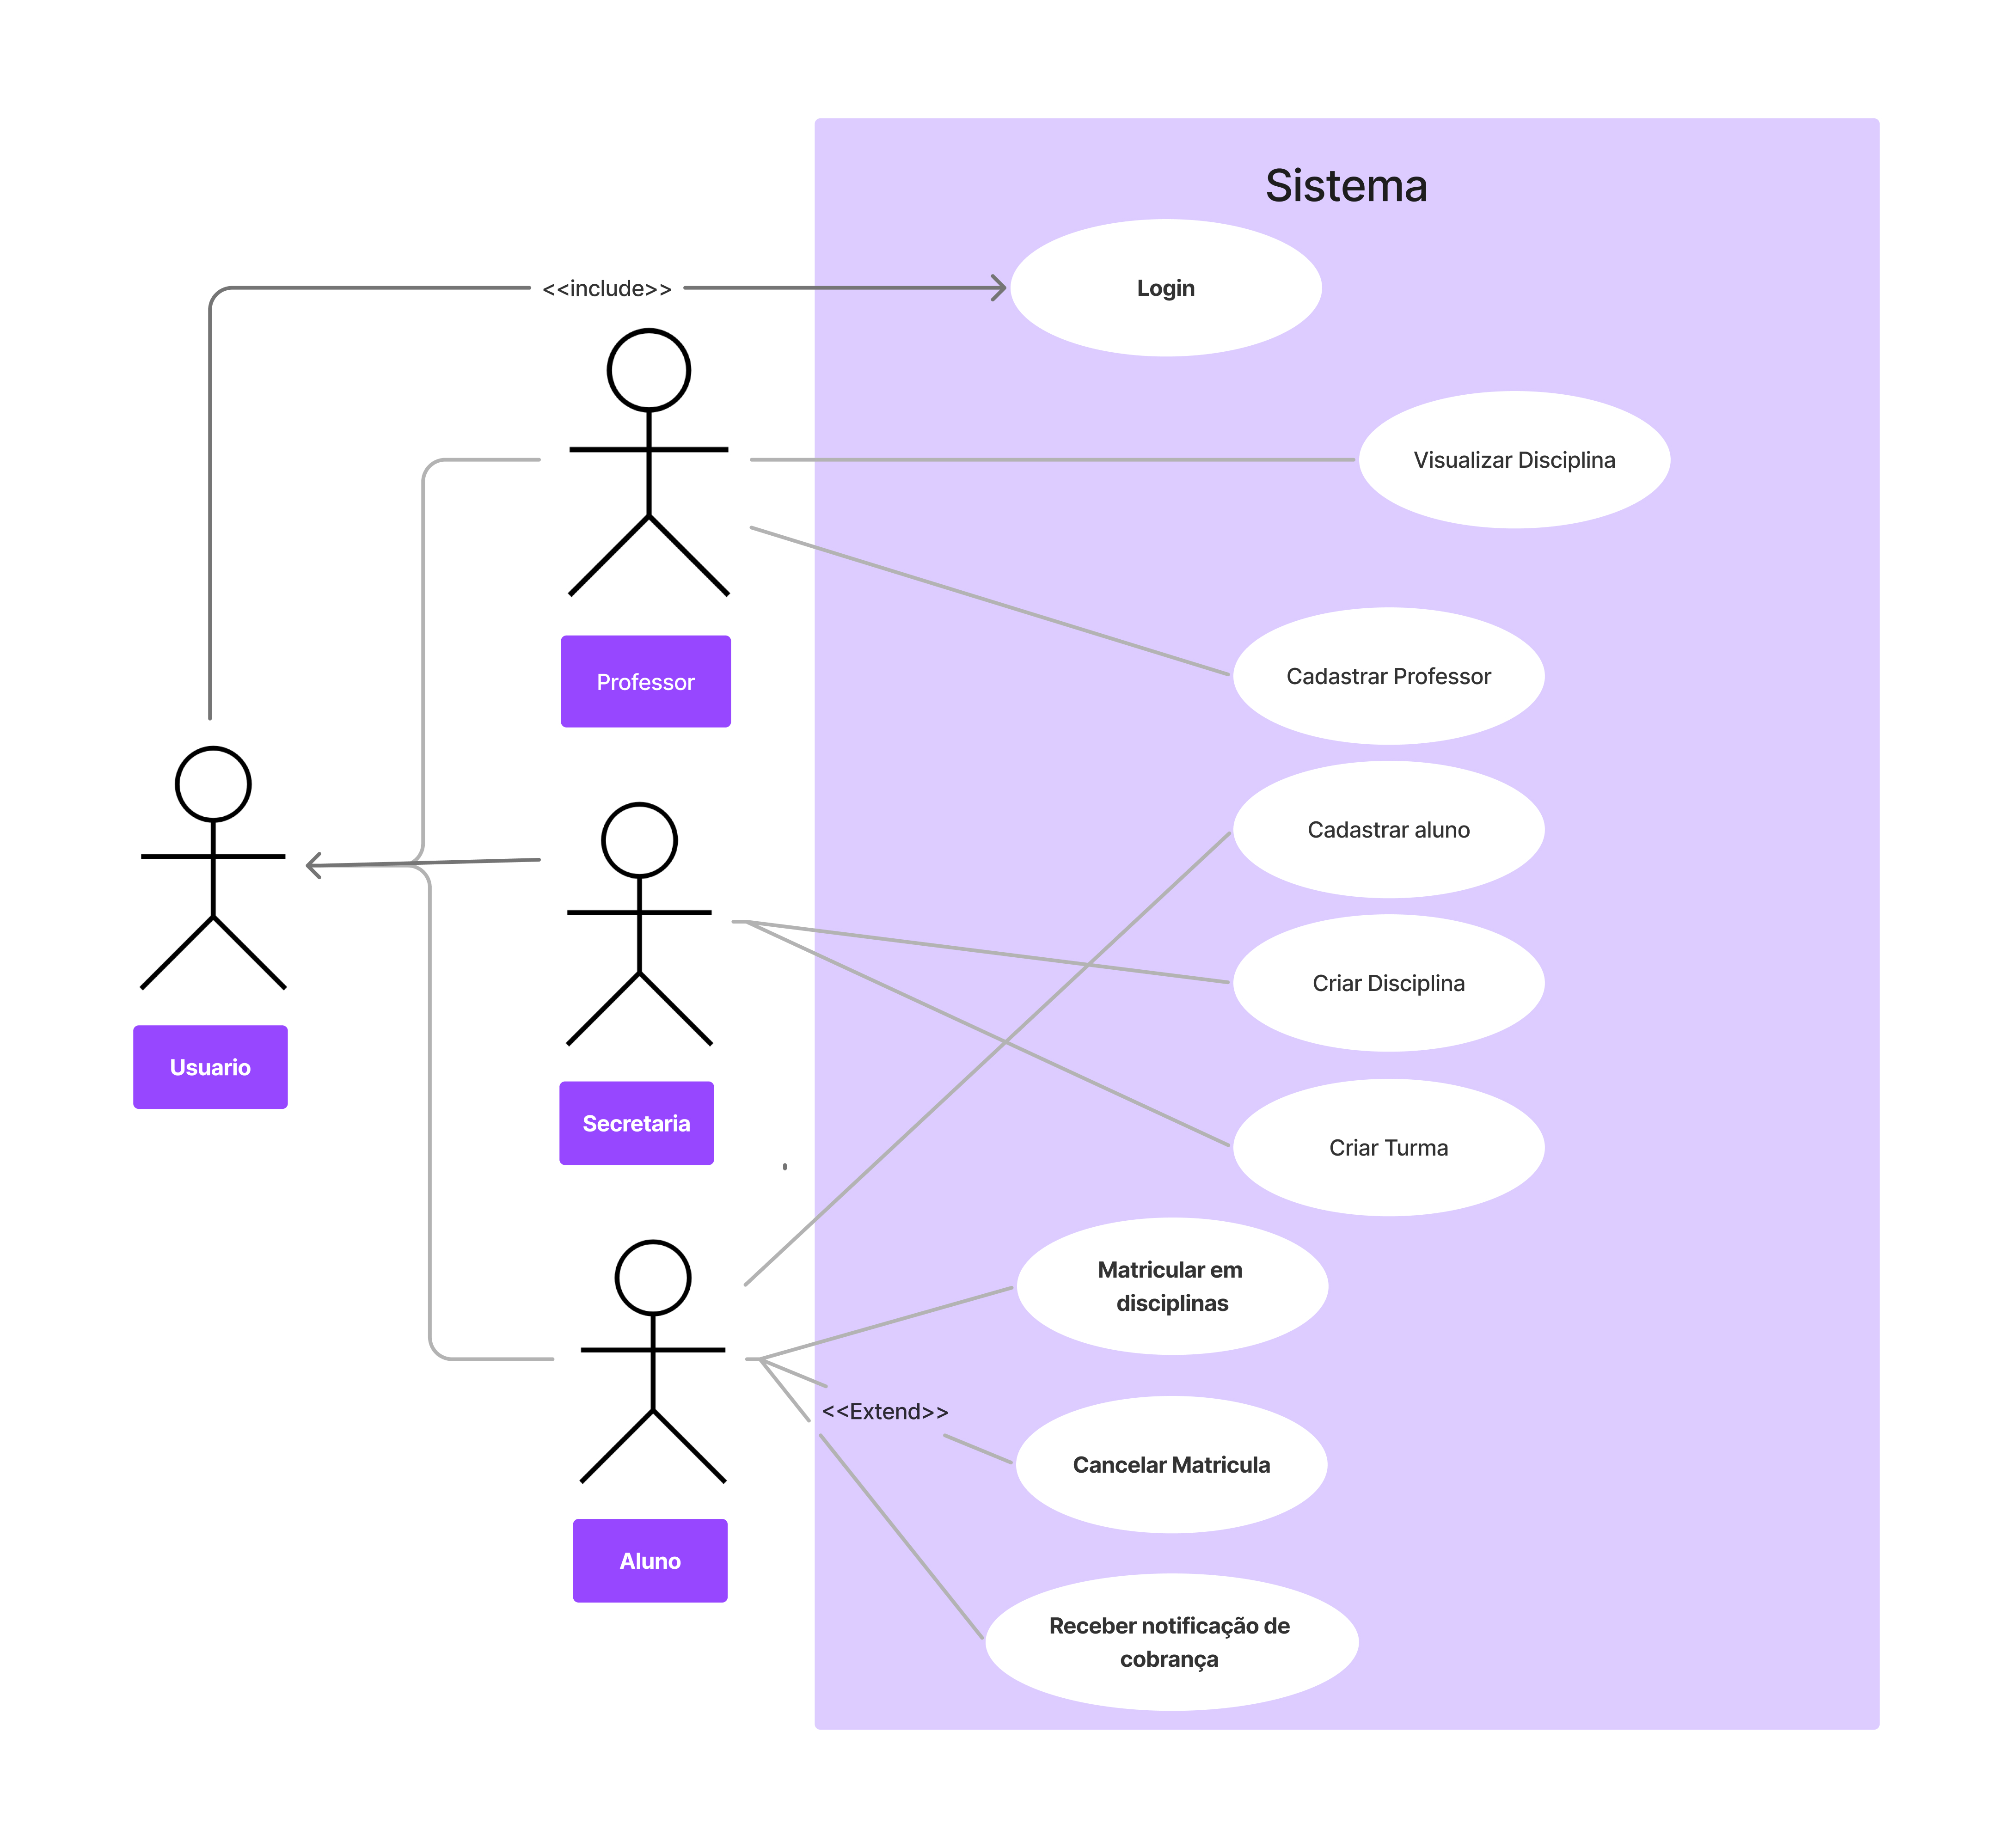 Sistema
<<include>>
Login
Visualizar Disciplina
Professor
Cadastrar Professor
Cadastrar aluno
Criar Disciplina
Usuario
Secretaria
Criar Turma
Matricular em
disciplinas
<<Extend>>
Cancelar Matricula
Aluno
Receber notificação de
cobrança